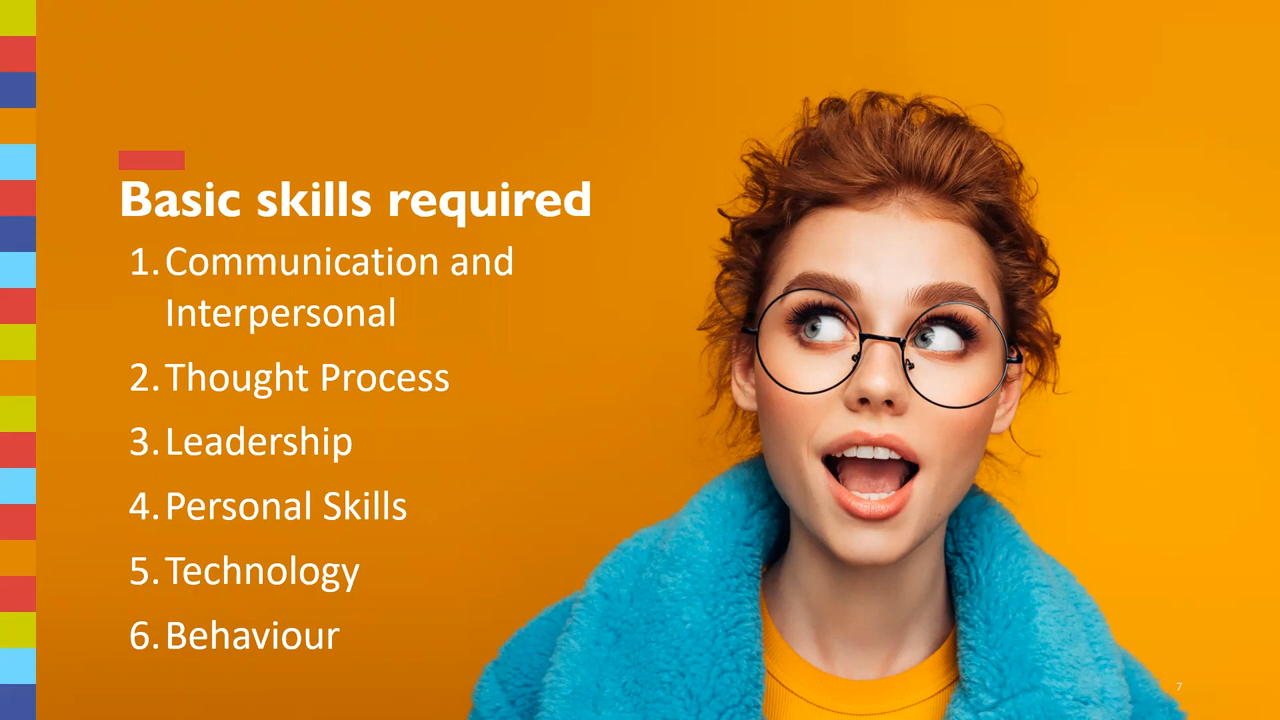 Basic skills required
1. Communication and
Interpersonal
2. Thought Process
3. Leadership
4. Personal Skills
5. Technology
6. Behaviour
7